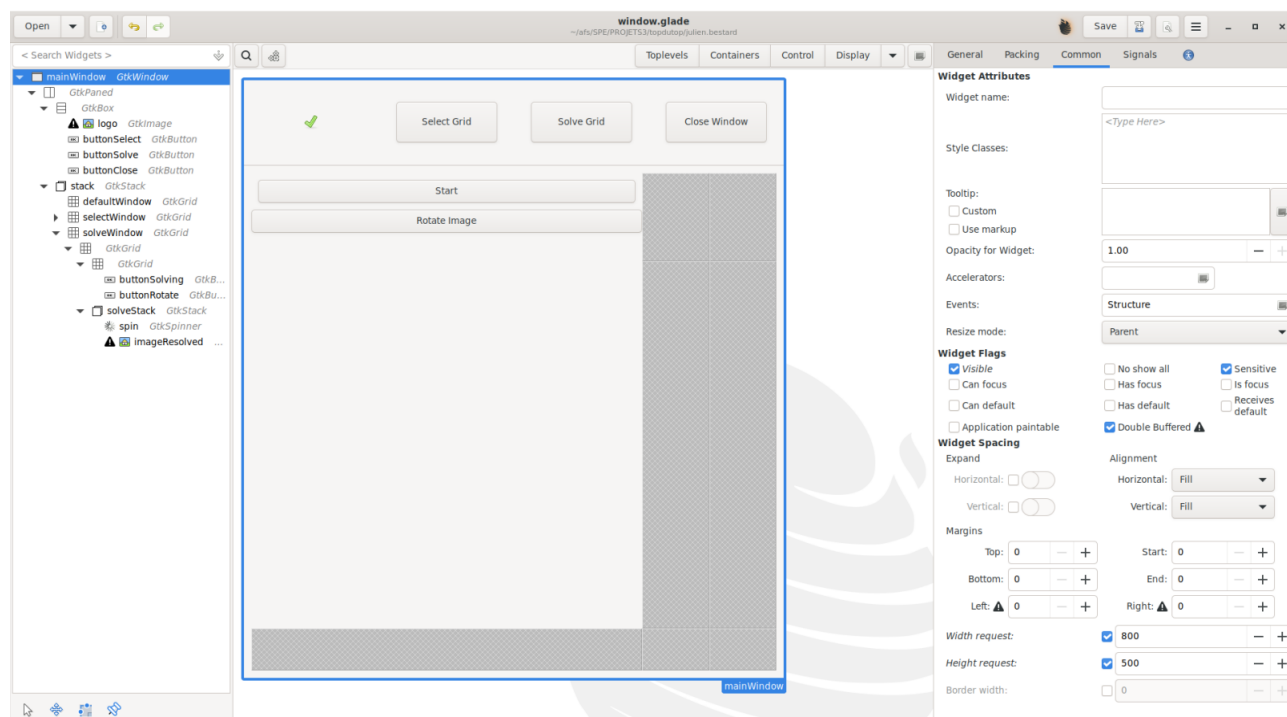 Open
window.glade
~/afs/SPE/PROJETS3/topdutop/julien.bestard
Save
< Search Widgets >
mainWindow GtkWindow
GtkPaned
GtkBox
logo GtkImage
buttonSelect GtkButton
buttonSolve GtkButton
buttonClose GtkButton
stack GtkStack
defaultWindow GtkGrid
selectWindow GtkGrid
solveWindow GtkGrid
GtkGrid
GtkGrid
buttonSolving GtkB...
buttonRotate GtkBu...
solveStack GtkStack
spin GtkSpinner
imageResolved ...
Toplevels Containers Control Display
Select Grid Solve Grid Close Window
Start
Rotate Image
mainWindow
General Packing Common Signals
Widget Attributes
Widget name:
<Type Here>
Style Classes:
Tooltip:
Custom
Use markup
Opacity for Widget: 1.00
Accelerators:
Events: Structure
Resize mode: Parent
Widget Flags
Visible No show all Sensitive
Can focus Has focus Is focus
Can default Has default Receives default
Application paintable Double Buffered
Widget Spacing
Expand Alignment
Horizontal: Horizontal: Fill
Vertical: Vertical: Fill
Margins
Top: 0 Start: 0
Bottom: 0 End: 0
Left: 0 Right: 0
Width request: 800
Height request: 500
Border width: 0